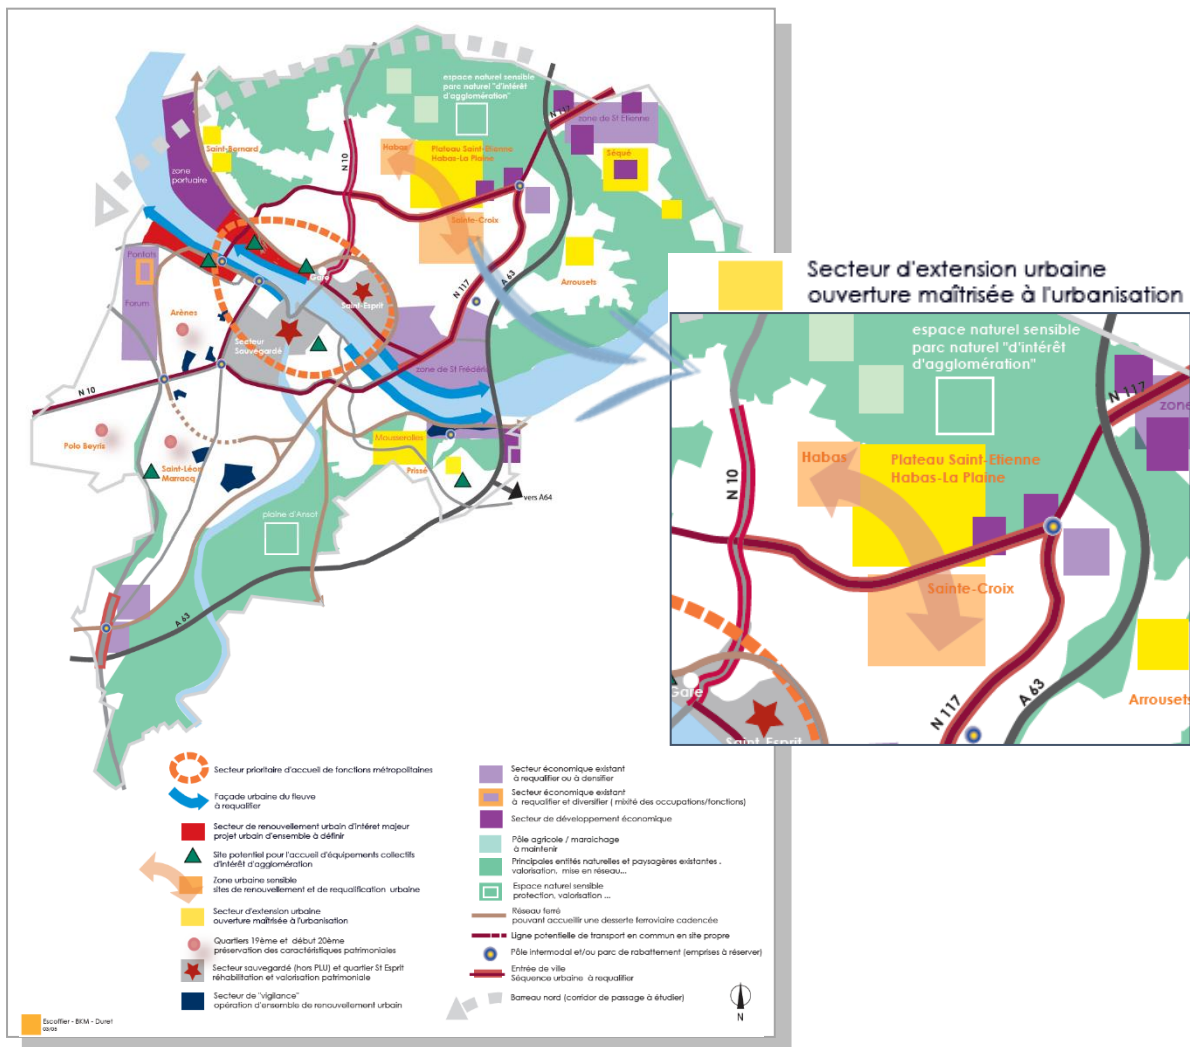 espace naturel sensible
parc naturel "d'intérêt
d'agglomération"
N 117
zone de St Etienne
Saint-Bernard
Habas
Plateau Saint-Etienne
Habas-La Plaine
Séqué
zone
portuaire
N 10
Sainte-Croix
Pontots
Gare
Saint-Esprit
N 117
A 63
Arrousets
Forum
Arènes
Secteur
Sauvegardé
zone de St Frédéric
N 10
Polo Beyris
Saint-Léon
Marracq
Mousserolles
Prissé
vers A64
plaine d'Ansot
A 63
Secteur d'extension urbaine
ouverture maîtrisée à l'urbanisation
espace naturel sensible
parc naturel "d'intérêt
d'agglomération"
N 117
zone
Habas
Plateau Saint-Etienne
Habas-La Plaine
N 10
Sainte-Croix
Gare
N 117
A 63
Arrousets
Saint-Esprit
Secteur prioritaire d'accueil de fonctions métropolitaines
Façade urbaine du fleuve
à requalifier
Secteur de renouvellement urbain d'intéret majeur
projet urbain d'ensemble à définir
Site potentiel pour l'accueil d'équipements collectifs
d'intérêt d'agglomération
Zone urbaine sensible
sites de renouvellement et de requalification urbaine
Secteur d'extension urbaine
ouverture maîtrisée à l'urbanisation
Quartiers 19ème et début 20ème
préservation des caractéristiques patrimoniales
Secteur sauvegardé (hors PLU) et quartier St Esprit
réhabilitation et valorisation patrimoniale
Secteur de "vigilance"
opération d'ensemble de renouvellement urbain
Secteur économique existant
à requalifier ou à densifier
Secteur économique existant
à requalifier et diversifier ( mixité des occupations/fonctions)
Secteur de développement économique
Pôle agricole / maraichage
à maintenir
Principales entités naturelles et paysagères existantes .
valorisation, mise en réseau...
Espace naturel sensible
protection, valorisation ...
Réseau ferré
pouvant accueillir une desserte ferroviaire cadencée
Ligne potentielle de transport en commun en site propre
Pôle intermodal et/ou parc de rabattement (emprises à réserver)
Entrée de ville
Séquence urbaine à requalifier
Barreau nord (corridor de passage à étudier)
N
Escoffier - BKM - Duret
03/05